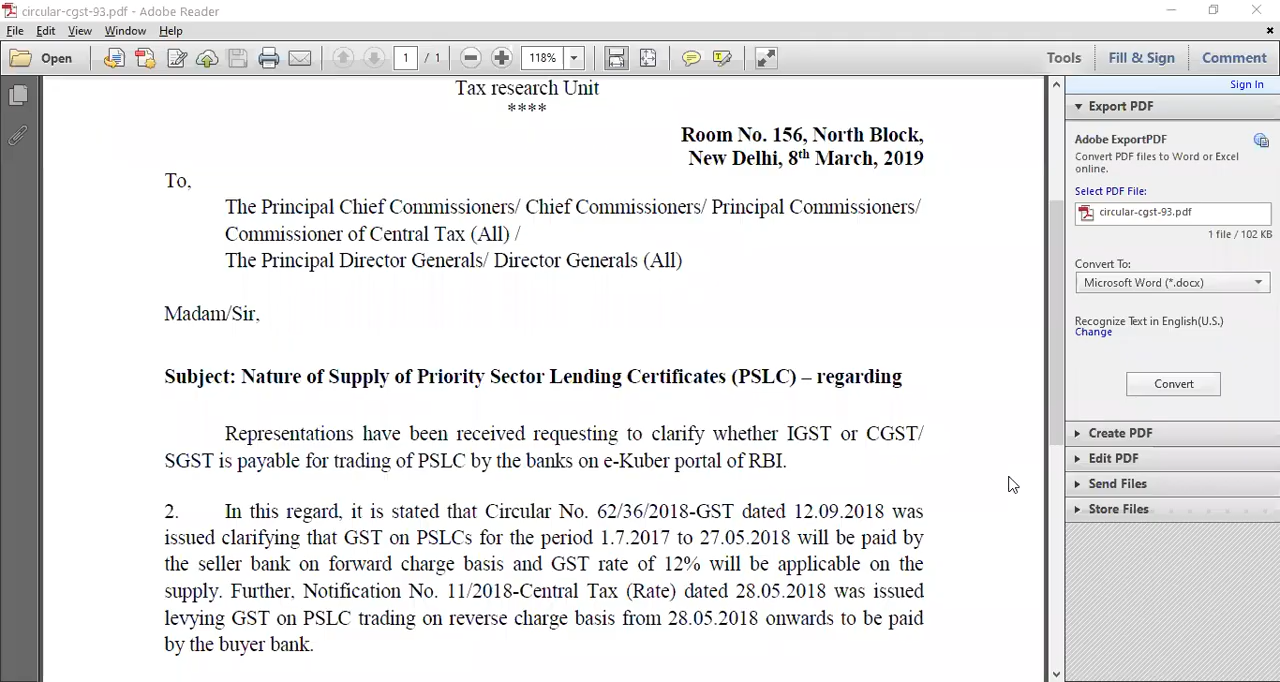 circular-cgst-93.pdf - Adobe Reader
File Edit View Window Help
Open 1 / 1 118% Tools Fill & Sign Comment
Sign In
Tax research Unit
****
Room No. 156, North Block,
New Delhi, 8th March, 2019
To,
The Principal Chief Commissioners/ Chief Commissioners/ Principal Commissioners/
Commissioner of Central Tax (All) /
The Principal Director Generals/ Director Generals (All)
Madam/Sir,
Subject: Nature of Supply of Priority Sector Lending Certificates (PSLC) – regarding
Representations have been received requesting to clarify whether IGST or CGST/
SGST is payable for trading of PSLC by the banks on e-Kuber portal of RBI.
2. In this regard, it is stated that Circular No. 62/36/2018-GST dated 12.09.2018 was
issued clarifying that GST on PSLCs for the period 1.7.2017 to 27.05.2018 will be paid by
the seller bank on forward charge basis and GST rate of 12% will be applicable on the
supply. Further, Notification No. 11/2018-Central Tax (Rate) dated 28.05.2018 was issued
levying GST on PSLC trading on reverse charge basis from 28.05.2018 onwards to be paid
by the buyer bank.
Export PDF
Adobe ExportPDF
Convert PDF files to Word or Excel
online.
Select PDF File:
circular-cgst-93.pdf
1 file / 102 KB
Convert To:
Microsoft Word (*.docx)
Recognize Text in English(U.S.)
Change
Convert
Create PDF
Edit PDF
Send Files
Store Files